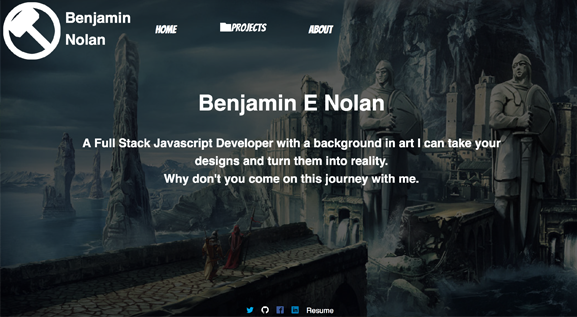 Benjamin
Nolan
HOME
PROJECTS
ABOUT
Benjamin E Nolan
A Full Stack Javascript Developer with a background in art I can take your
designs and turn them into reality.
Why don't you come on this journey with me.
Resume